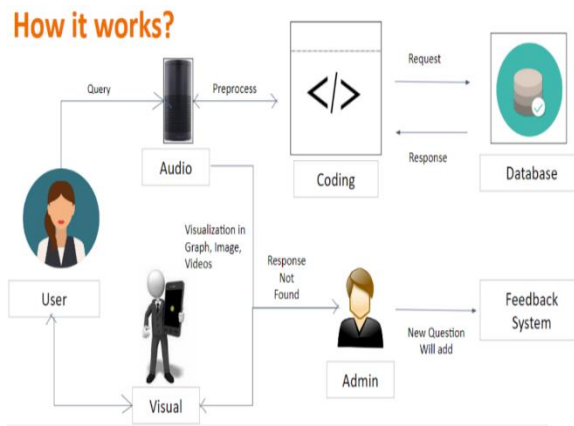 How it works?
Query
Preprocess
Request
</>
Response
Audio
Coding
Database
Visualization in
Graph, Image,
Videos
Response
Not
Found
User
Feedback
System
New Question
Will add
Admin
Visual